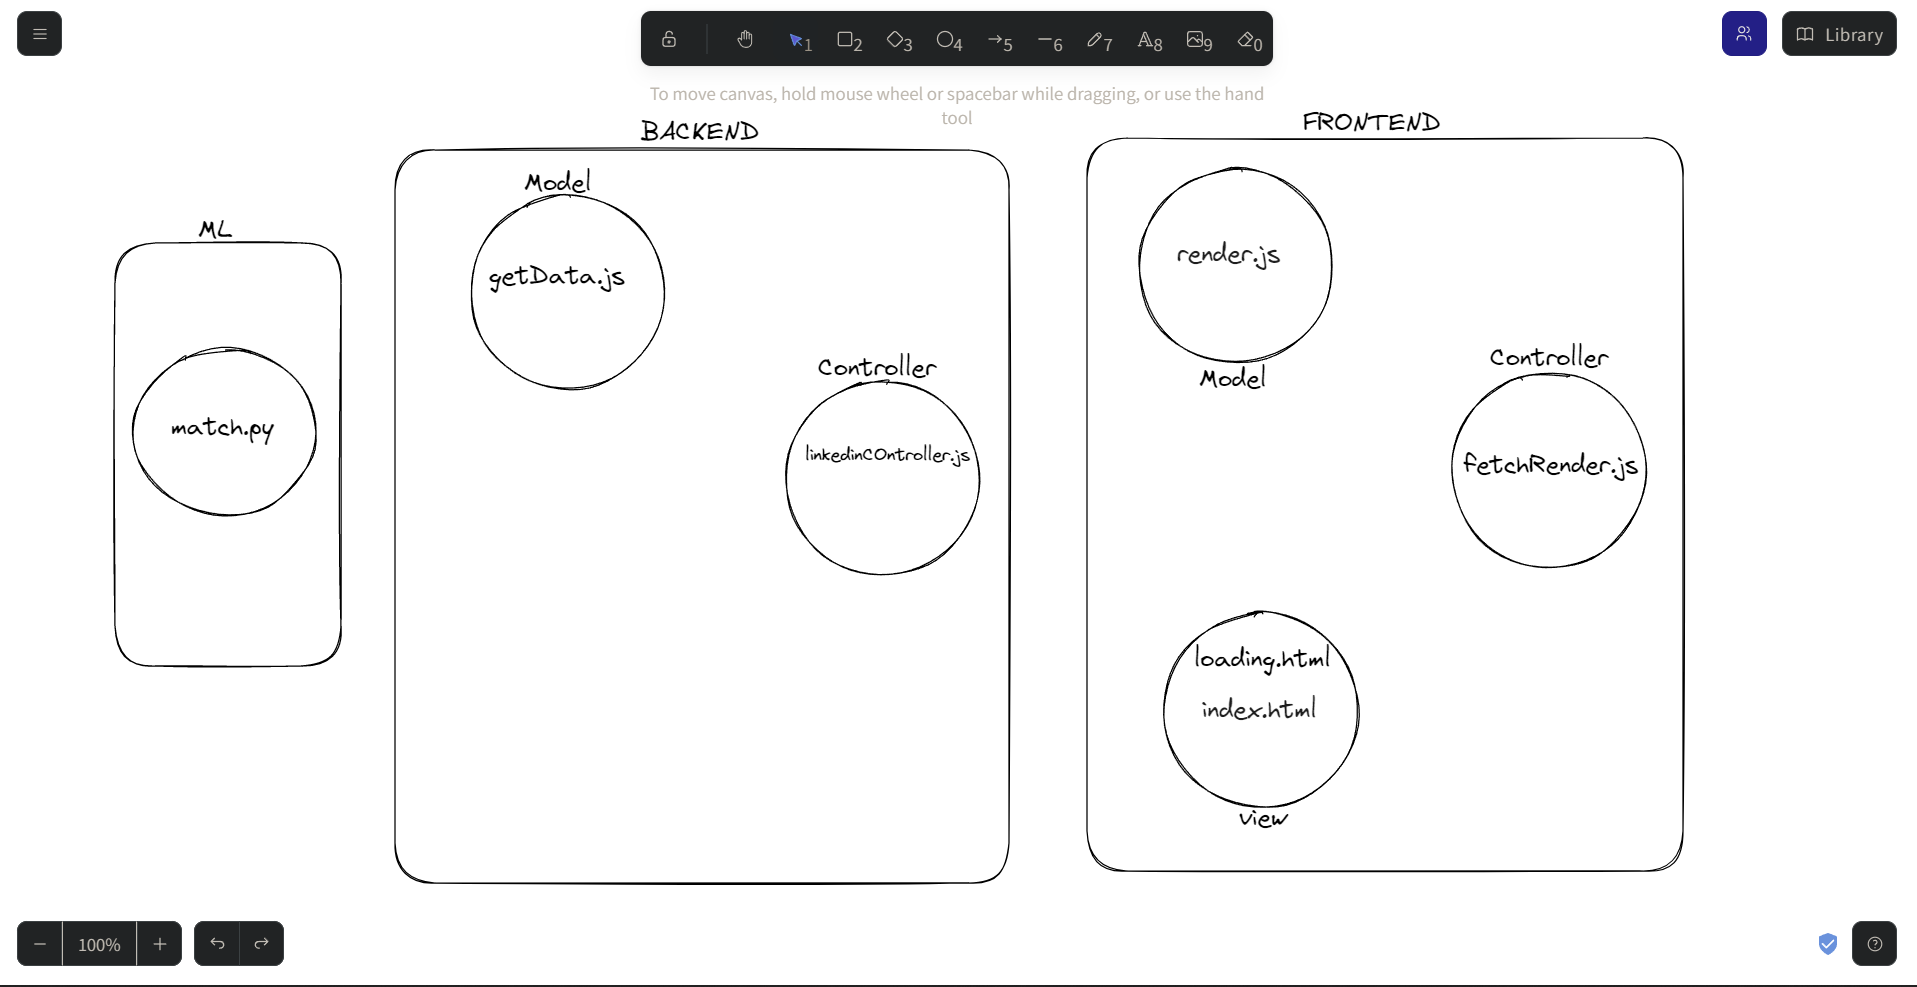 1
2
3
4
5
6
7
8
9
0
Library
To move canvas, hold mouse wheel or spacebar while dragging, or use the hand
tool
ML
match.py
BACKEND
Model
getData.js
Controller
linkedinCOntroller.js
FRONTEND
render.js
Model
Controller
fetchRender.js
loading.html
index.html
view
100%